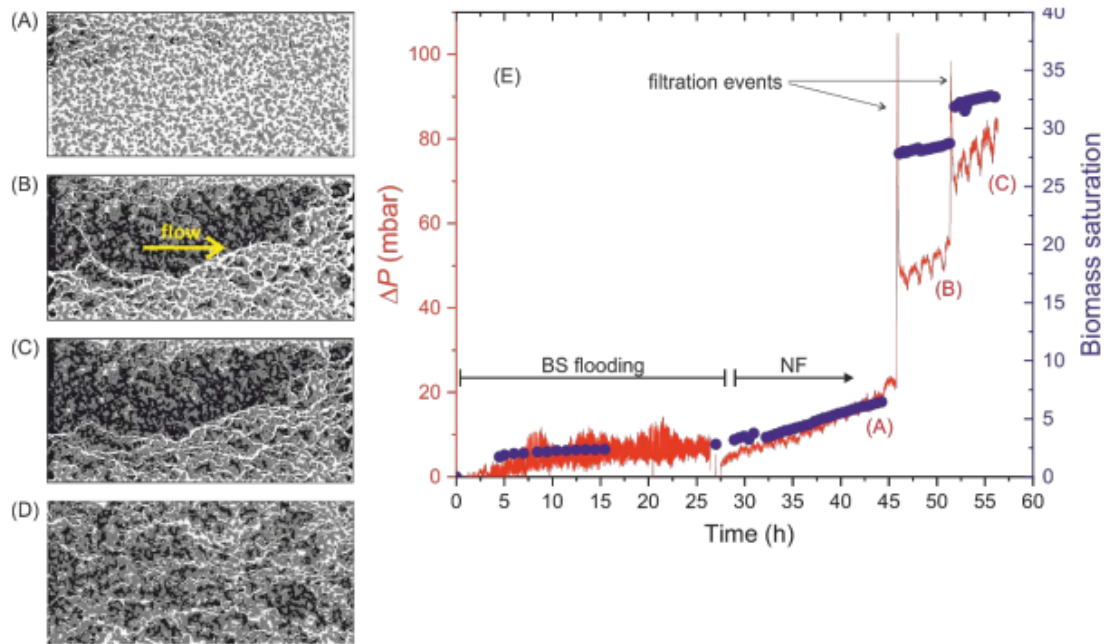 (A)
(B)
flow
(C)
(D)
(E)
filtration events
BS flooding
NF
(A)
(B)
(C)
ΔP (mbar)
0
20
40
60
80
100
Biomass saturation
0
5
10
15
20
25
30
35
40
0 5 10 15 20 25 30 35 40 45 50 55 60
Time (h)